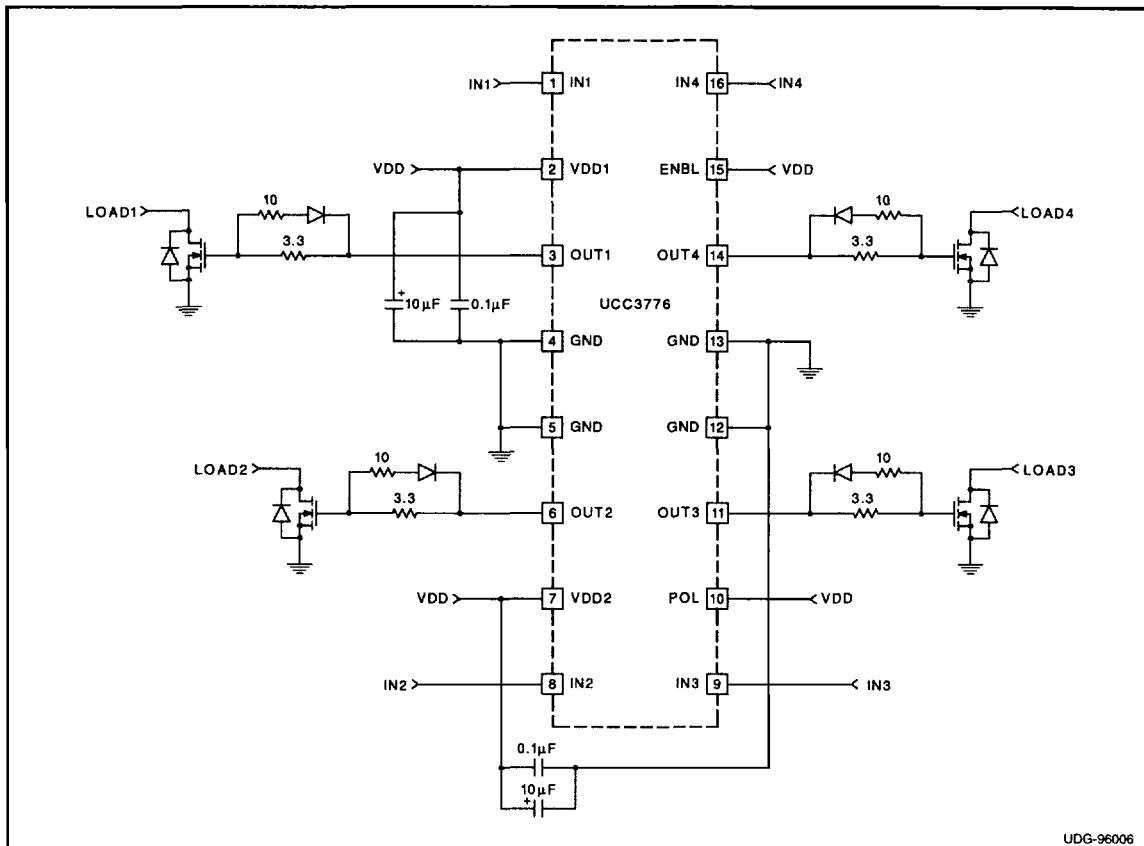 IN1 1 IN1 IN4 16 IN4
VDD 2 VDD1 ENBL 15 VDD
LOAD1 10 10 LOAD4
3.3 3 OUT1 OUT4 14 3.3
+ 10µF 0.1µF UCC3776
4 GND GND 13
5 GND GND 12
LOAD2 10 10 LOAD3
3.3 6 OUT2 OUT3 11 3.3
VDD 7 VDD2 POL 10 VDD
IN2 8 IN2 IN3 9 IN3
0.1µF
10µF
+
UDG-96006